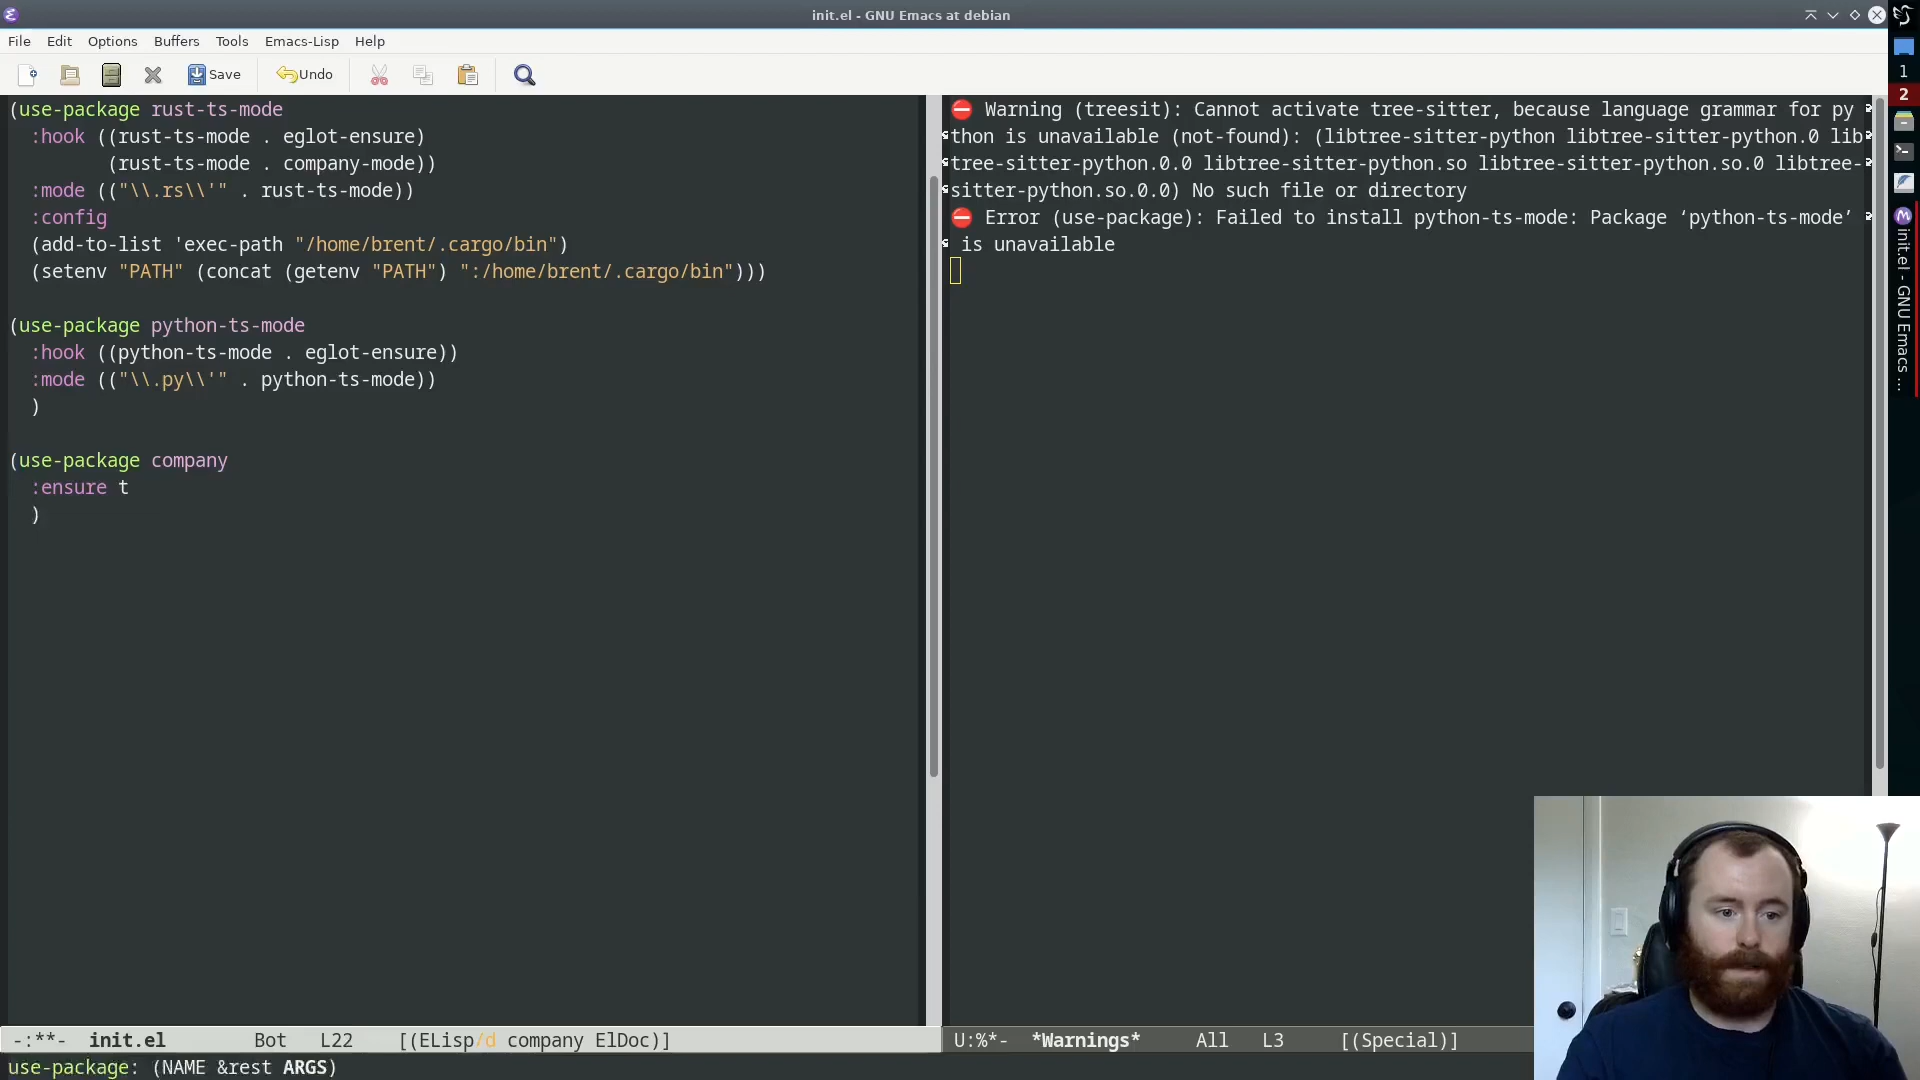 init.el - GNU Emacs at debian
File Edit Options Buffers Tools Emacs-Lisp Help
Save Undo
(use-package rust-ts-mode
  :hook ((rust-ts-mode . eglot-ensure)
         (rust-ts-mode . company-mode))
  :mode (("\\.rs\\'" . rust-ts-mode))
  :config
  (add-to-list 'exec-path "/home/brent/.cargo/bin")
  (setenv "PATH" (concat (getenv "PATH") ":/home/brent/.cargo/bin")))
(use-package python-ts-mode
  :hook ((python-ts-mode . eglot-ensure))
  :mode (("\\.py\\'" . python-ts-mode))
  )
(use-package company
  :ensure t
  )
-:**-  init.el        Bot   L22    [(ELisp/d company ElDoc)]
use-package: (NAME &rest ARGS)
Warning (treesit): Cannot activate tree-sitter, because language grammar for py
thon is unavailable (not-found): (libtree-sitter-python libtree-sitter-python.0 lib
tree-sitter-python.0.0 libtree-sitter-python.so libtree-sitter-python.so.0 libtree-
sitter-python.so.0.0) No such file or directory
Error (use-package): Failed to install python-ts-mode: Package ‘python-ts-mode’
 is unavailable
U:%*-  *Warnings*     All   L3     [(Special)]
1
2
init.el - GNU Emacs ...